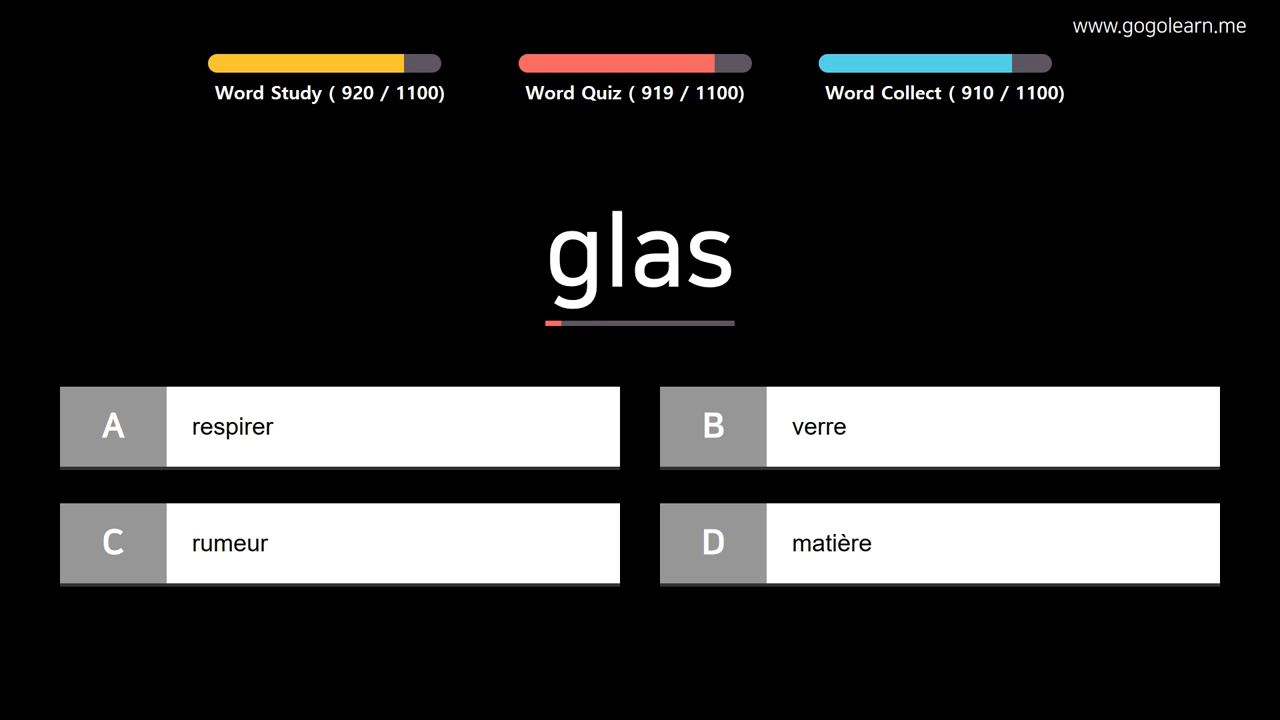 www.gogolearn.me
Word Study ( 920 / 1100)
Word Quiz ( 919 / 1100)
Word Collect ( 910 / 1100)
glas
A respirer
B verre
C rumeur
D matière